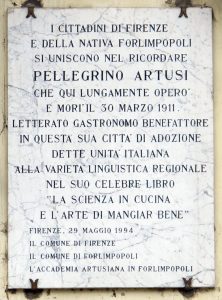 I CITTADINI DI FIRENZE
E DELLA NATIVA FORLIMPOPOLI
SI UNISCONO NEL RICORDARE
PELLEGRINO ARTUSI
CHE QUI LUNGAMENTE OPERÒ
E MORÌ IL 30 MARZO 1911.
LETTERATO GASTRONOMO BENEFATTORE
IN QUESTA SUA CITTÀ DI ADOZIONE
DETTE UNITÀ ITALIANA
ALLA VARIETÀ LINGUISTICA REGIONALE
NEL SUO CELEBRE LIBRO
"LA SCIENZA IN CUCINA
E L'ARTE DI MANGIAR BENE"
FIRENZE, 29 MAGGIO 1994
IL COMUNE DI FIRENZE
IL COMUNE DI FORLIMPOPOLI
L'ACCADEMIA ARTUSIANA IN FORLIMPOPOLI